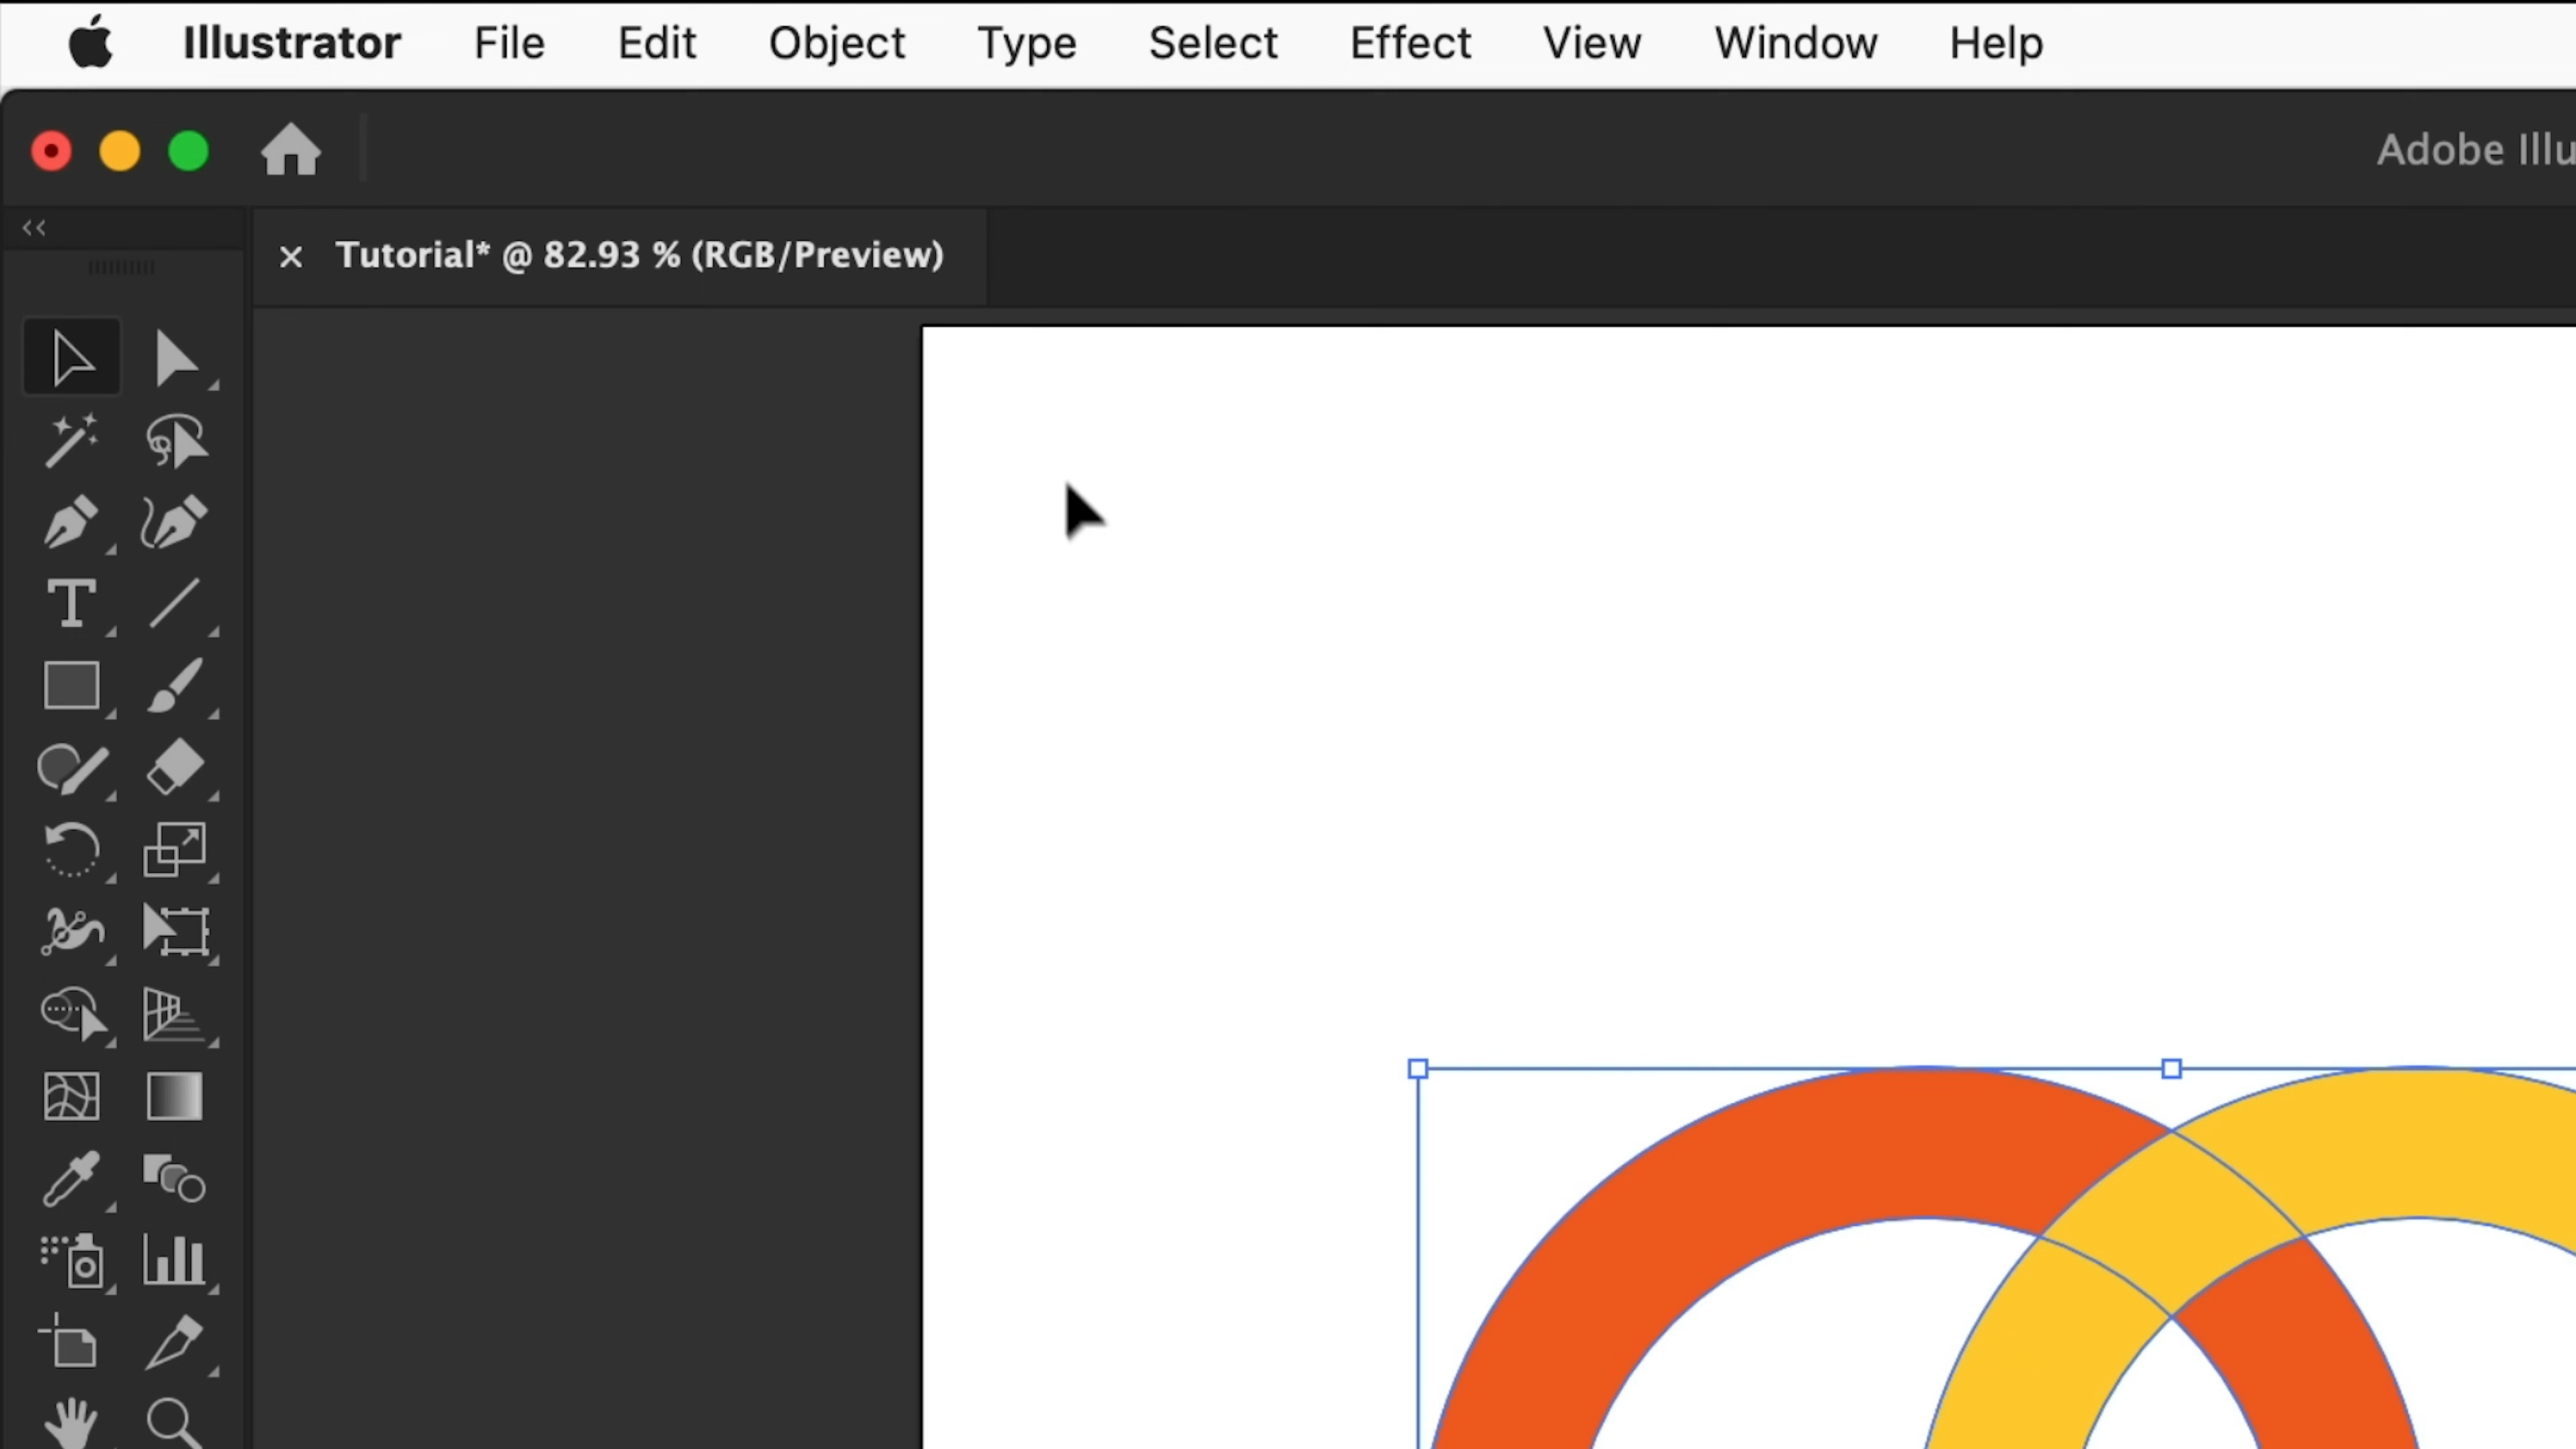 Illustrator File Edit Object Type Select Effect View Window Help
Adobe Illu
Tutorial* @ 82.93 % (RGB/Preview)